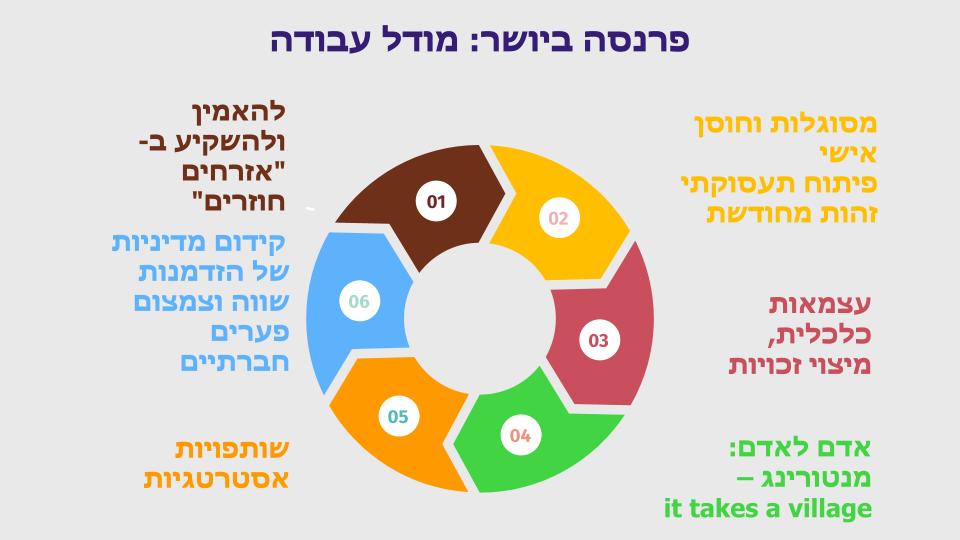 פרנסה ביושר: מודל עבודה
להאמין
ולהשקיע ב-
"אזרחים
חוזרים"
01
מסוגלות וחוסן
אישי
פיתוח תעסוקתי
זהות מחודשת
02
עצמאות
כלכלית,
מיצוי זכויות
03
אדם לאדם:
מנטורינג –
it takes a village
04
שותפויות
אסטרטגיות
05
קידום מדיניות
של הזדמנות
שווה וצמצום
פערים
חברתיים
06